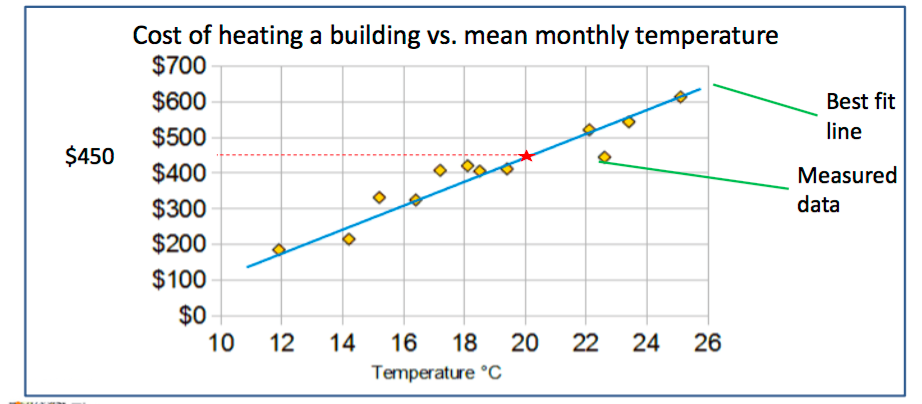 Cost of heating a building vs. mean monthly temperature
$700
$600
$500
$450
$400
$300
$200
$100
$0
10 12 14 16 18 20 22 24 26
Temperature °C
Best fit
line
Measured
data